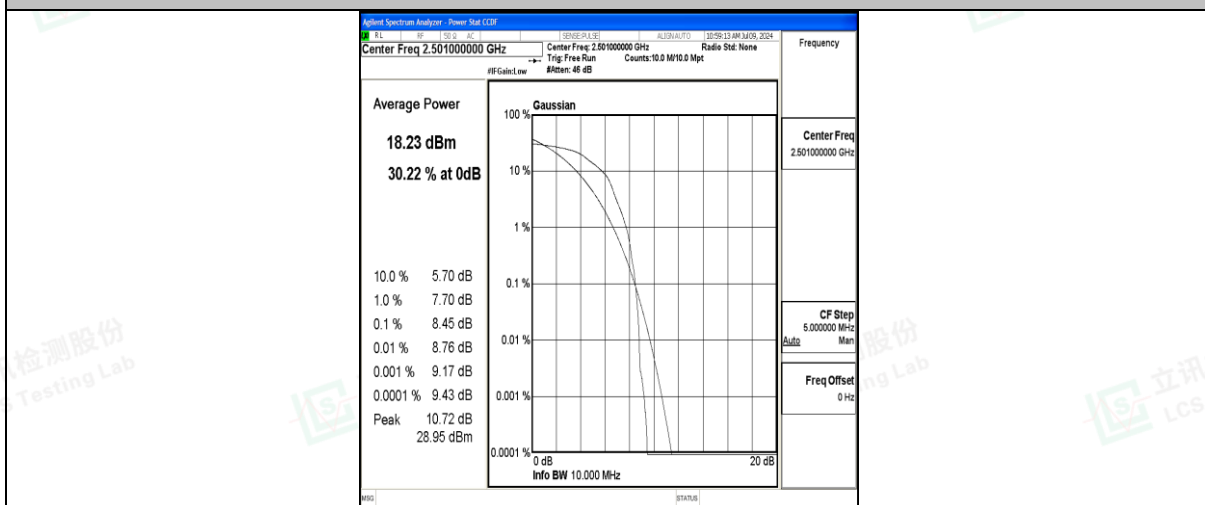 Agilent Spectrum Analyzer - Power Stat CCDF
RL RF 50 Ω AC SENSE:PULSE ALIGN AUTO 10:59:13 AM Jul 09, 2024
Center Freq 2.501000000 GHz
Center Freq: 2.501000000 GHz Radio Std: None
Trig: Free Run Counts:10.0 M/10.0 Mpt
#IFGain:Low #Atten: 46 dB
Frequency
Average Power
18.23 dBm
30.22 % at 0dB
10.0 % 5.70 dB
1.0 % 7.70 dB
0.1 % 8.45 dB
0.01 % 8.76 dB
0.001 % 9.17 dB
0.0001 % 9.43 dB
Peak 10.72 dB
28.95 dBm
Gaussian
100 %
10 %
1 %
0.1 %
0.01 %
0.001 %
0.0001 %
0 dB 20 dB
Info BW 10.000 MHz
Center Freq
2.501000000 GHz
CF Step
5.000000 MHz
Auto Man
Freq Offset
0 Hz
MSG STATUS
讯检测股份
S Testing Lab
股份
ng Lab
立讯
LCS